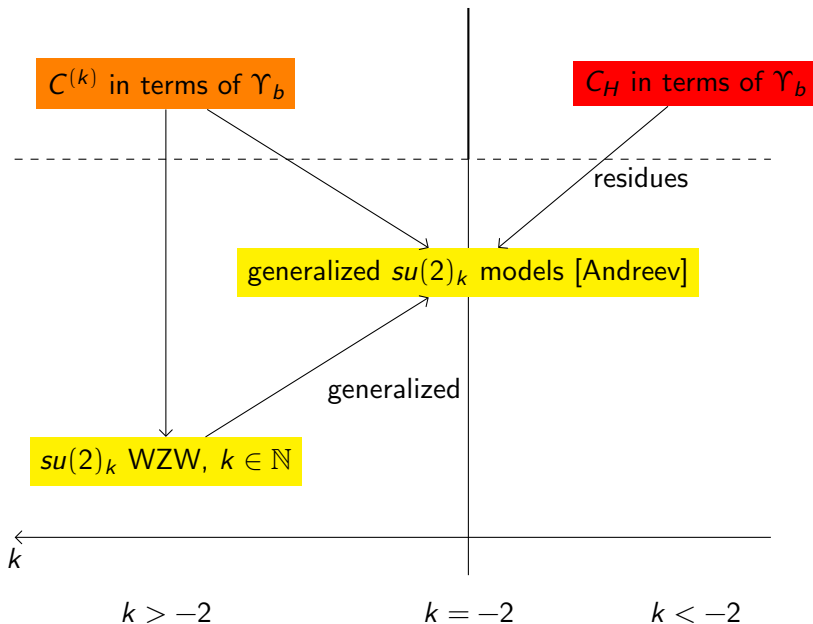 C^(k) in terms of Υ_b
C_H in terms of Υ_b
residues
generalized su(2)_k models [Andreev]
generalized
su(2)_k WZW, k ∈ ℕ
k
k > −2
k = −2
k < −2